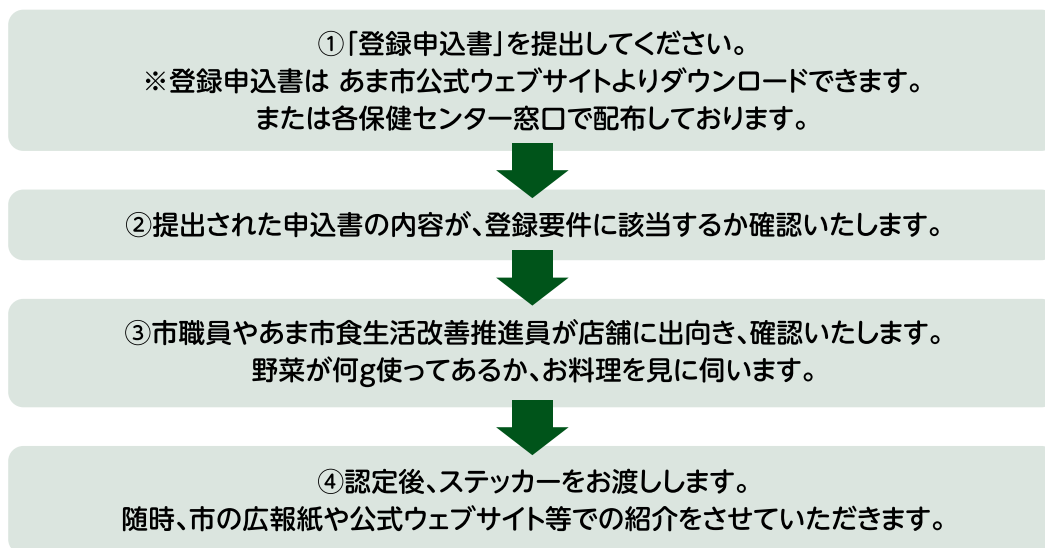 ①「登録申込書」を提出してください。
※登録申込書は あま市公式ウェブサイトよりダウンロードできます。
または各保健センター窓口で配布しております。
②提出された申込書の内容が、登録要件に該当するか確認いたします。
③市職員やあま市食生活改善推進員が店舗に出向き、確認いたします。
野菜が何g使ってあるか、お料理を見に伺います。
④認定後、ステッカーをお渡しします。
随時、市の広報紙や公式ウェブサイト等での紹介をさせていただきます。